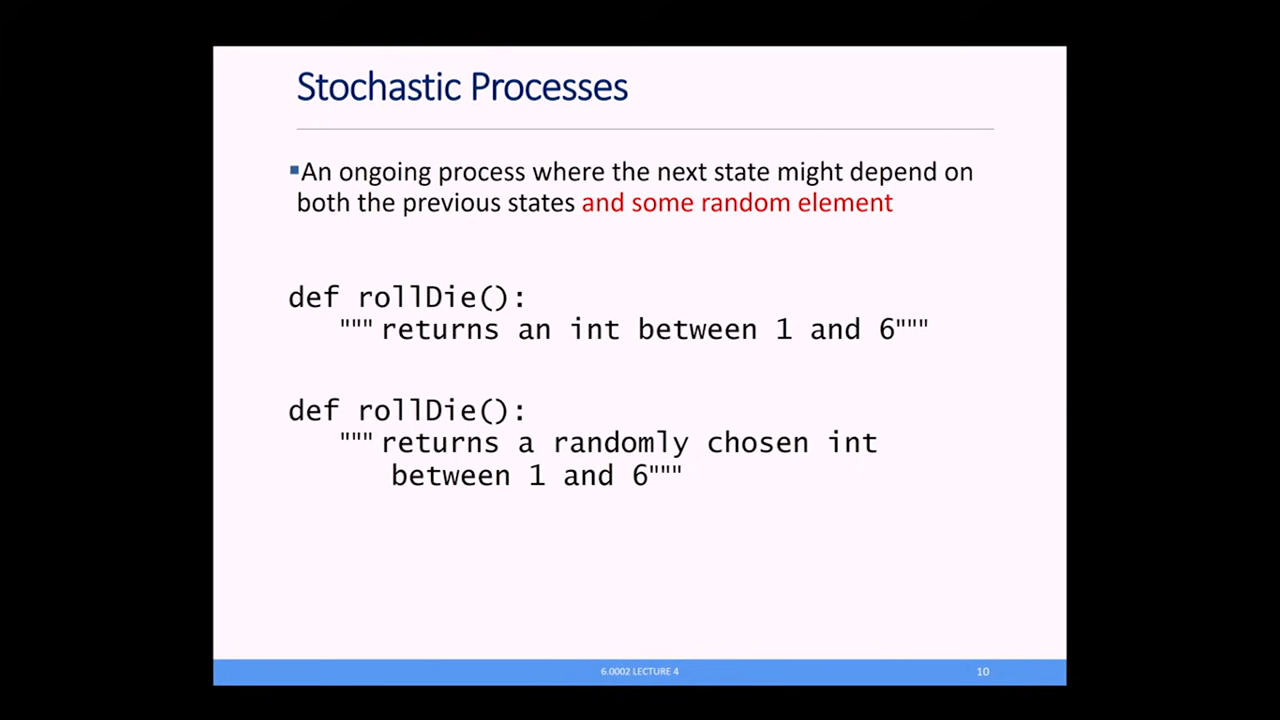 Stochastic Processes
▪An ongoing process where the next state might depend on
both the previous states and some random element
def rollDie():
"""returns an int between 1 and 6"""
def rollDie():
"""returns a randomly chosen int
between 1 and 6"""
6.0002 LECTURE 4
10